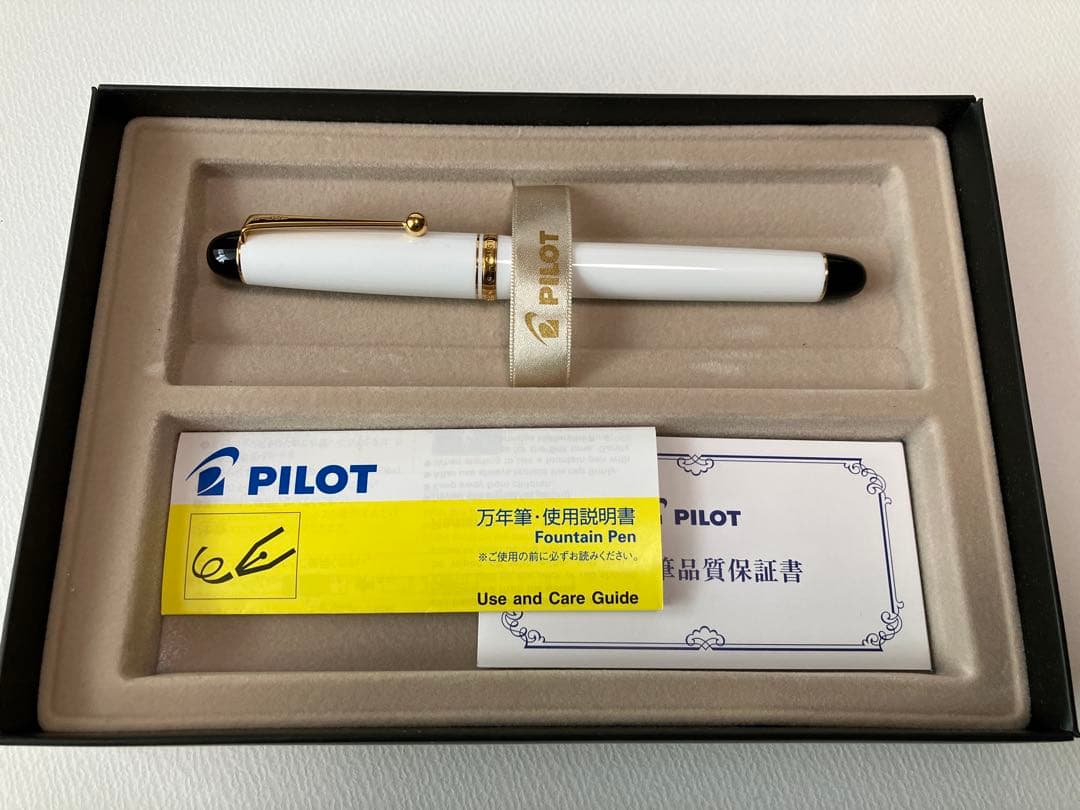 PILOT
PILOT
万年筆・使用説明書
Fountain Pen
※ご使用の前に必ずお読みください。
Use and Care Guide
PILOT
筆品質保証書